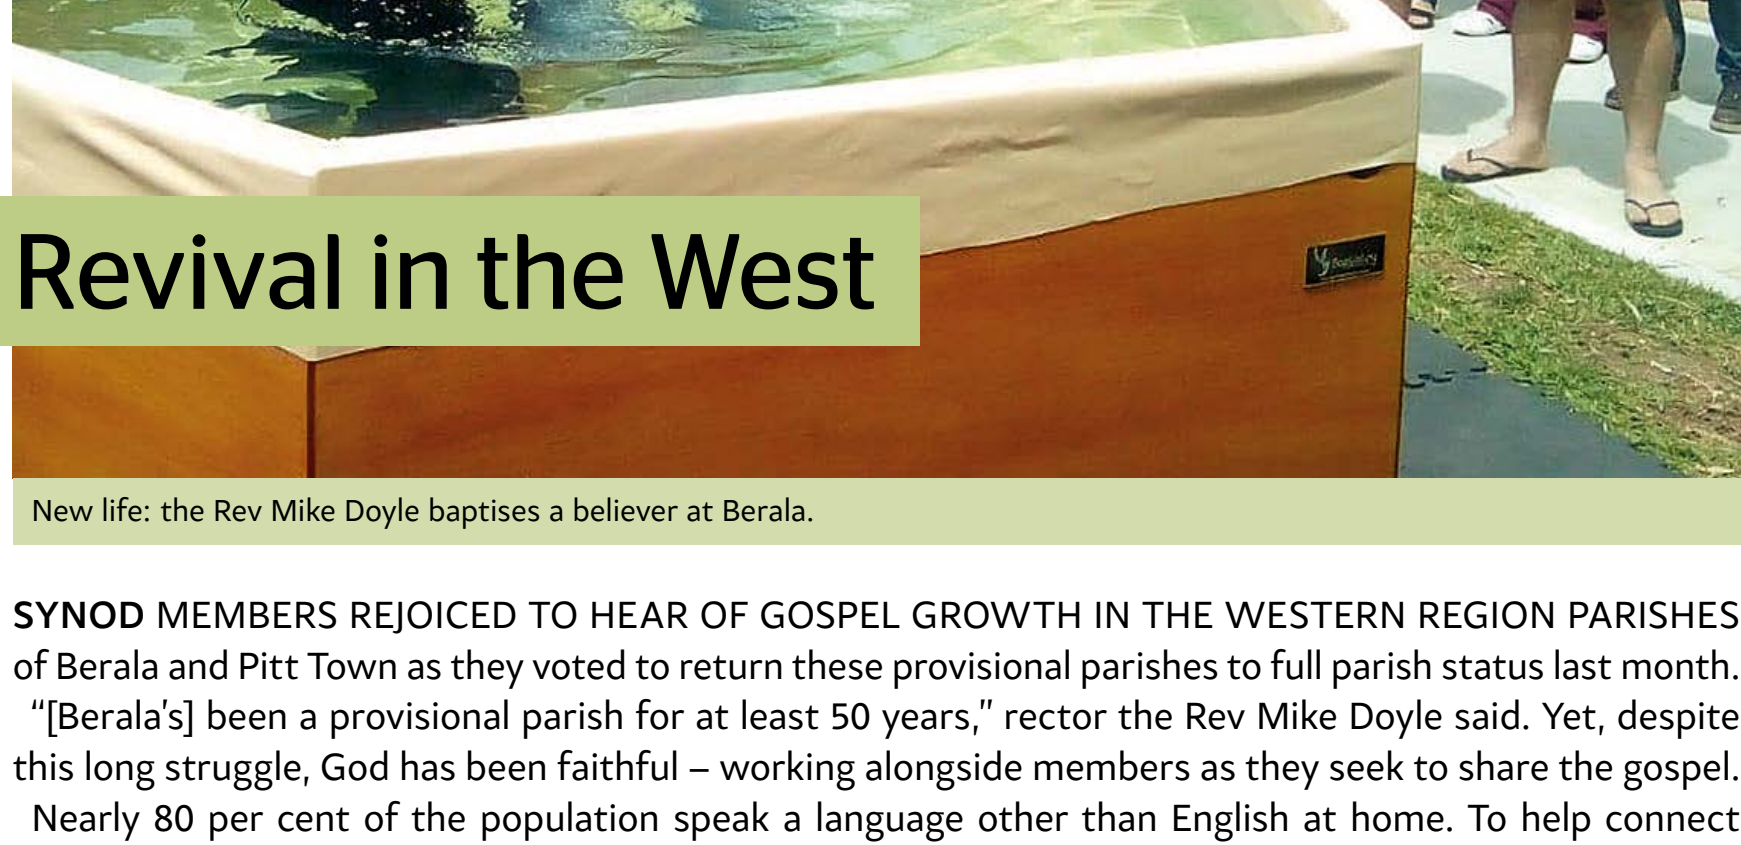 Revival in the West
New life: the Rev Mike Doyle baptises a believer at Berala.
SYNOD MEMBERS REJOICED TO HEAR OF GOSPEL GROWTH IN THE WESTERN REGION PARISHES
of Berala and Pitt Town as they voted to return these provisional parishes to full parish status last month.
“[Berala's] been a provisional parish for at least 50 years,” rector the Rev Mike Doyle said. Yet, despite
this long struggle, God has been faithful – working alongside members as they seek to share the gospel.
Nearly 80 per cent of the population speak a language other than English at home. To help connect